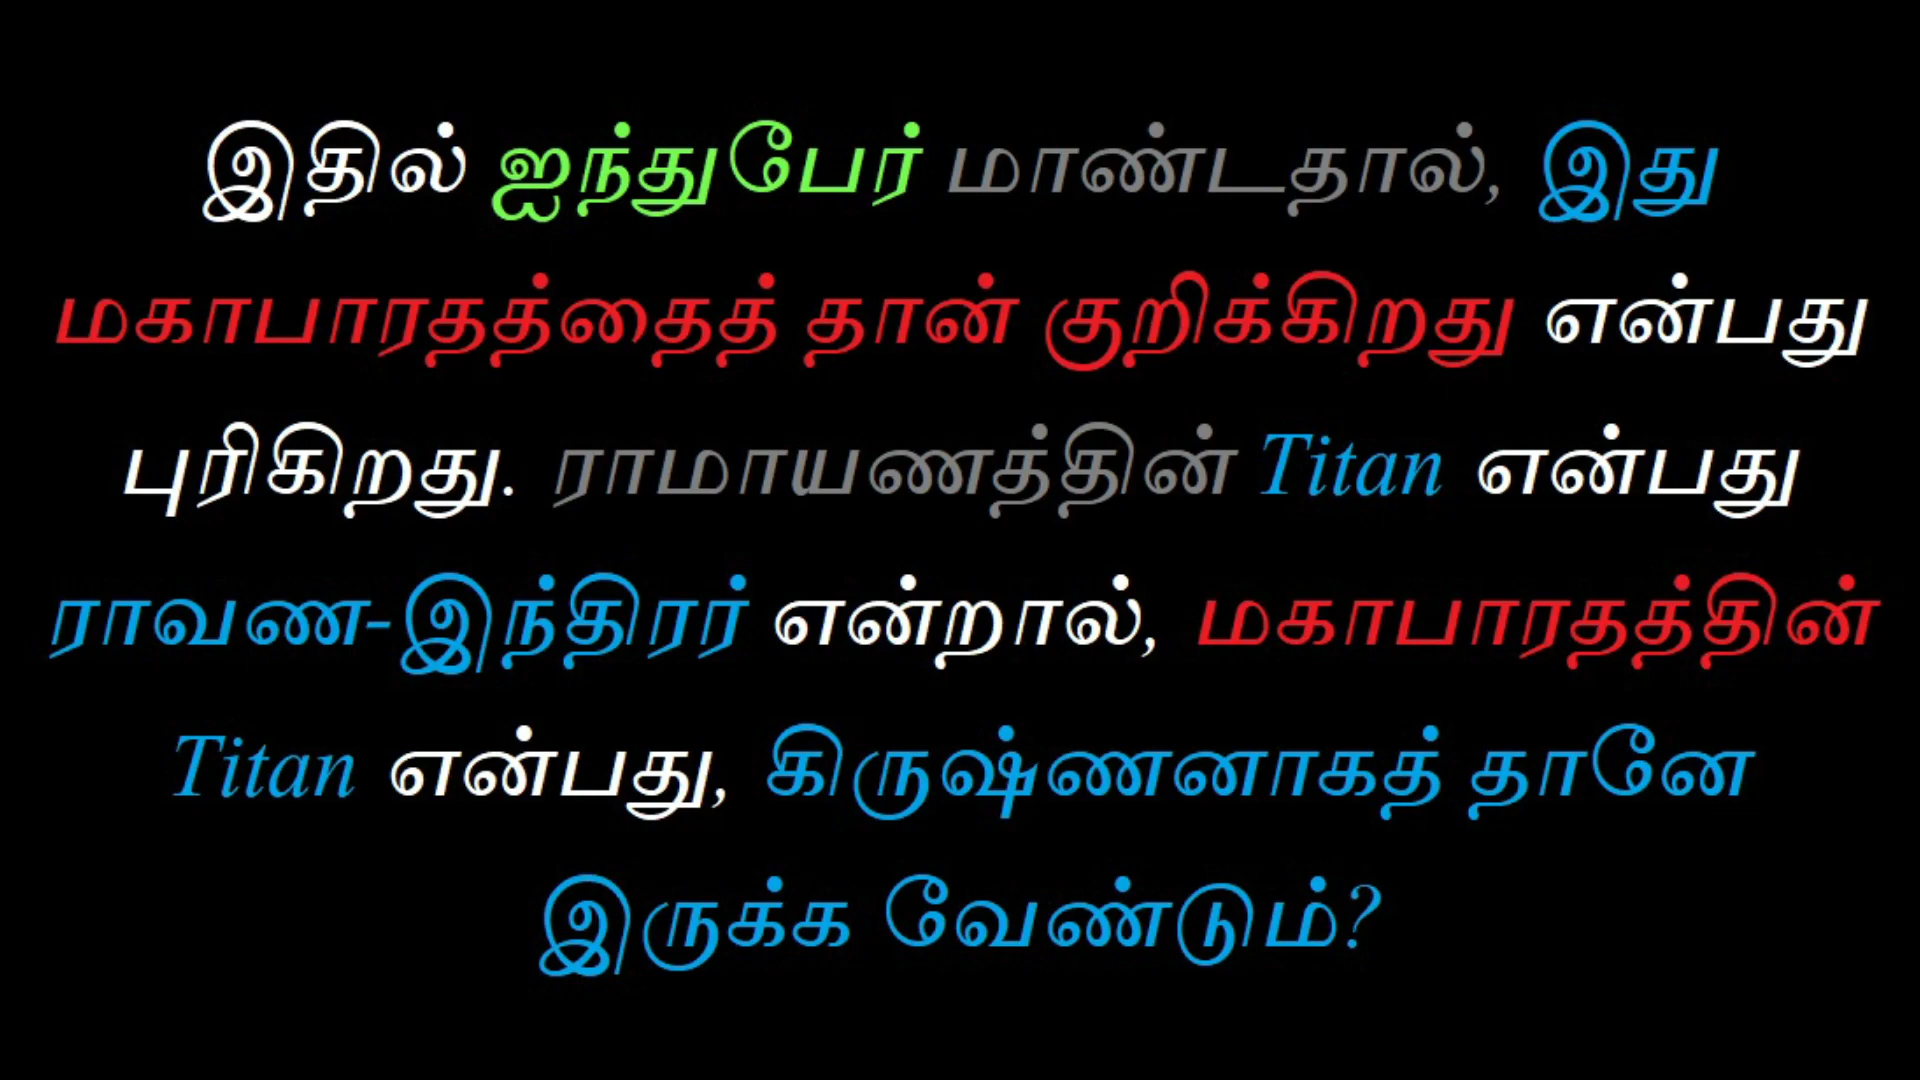 இதில் ஐந்துபேர் மாண்டதால், இது
மகாபாரதத்தைத் தான் குறிக்கிறது என்பது
புரிகிறது. ராமாயணத்தின் Titan என்பது
ராவண-இந்திரர் என்றால், மகாபாரதத்தின்
Titan என்பது, கிருஷ்ணனாகத் தானே
இருக்க வேண்டும்?